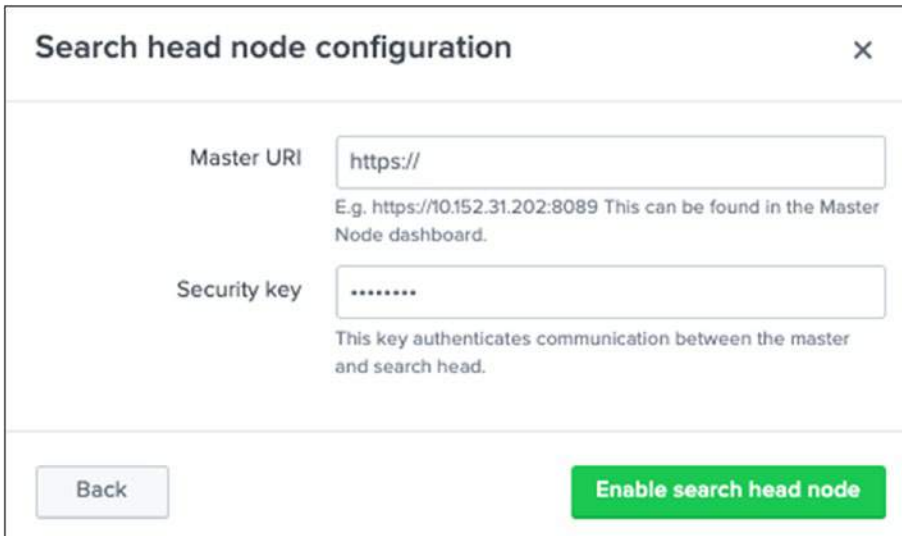 Search head node configuration ×
Master URI
https://
E.g. https://10.152.31.202:8089 This can be found in the Master
Node dashboard.
Security key
••••••••
This key authenticates communication between the master
and search head.
Back
Enable search head node